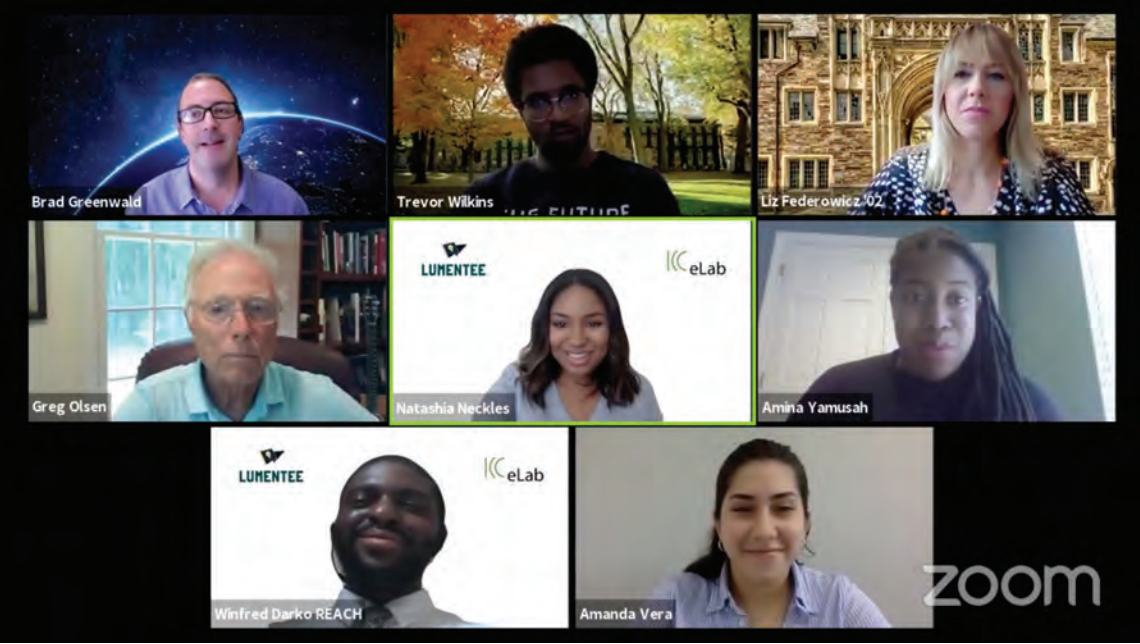 Brad Greenwald
Trevor Wilkins
FUTURE
Liz Federowicz '02
Greg Olsen
LUMENTEE
eLab
Natashia Neckles
Amina Yamusah
LUMENTEE
eLab
Winfred Darko REACH
Amanda Vera
zoom